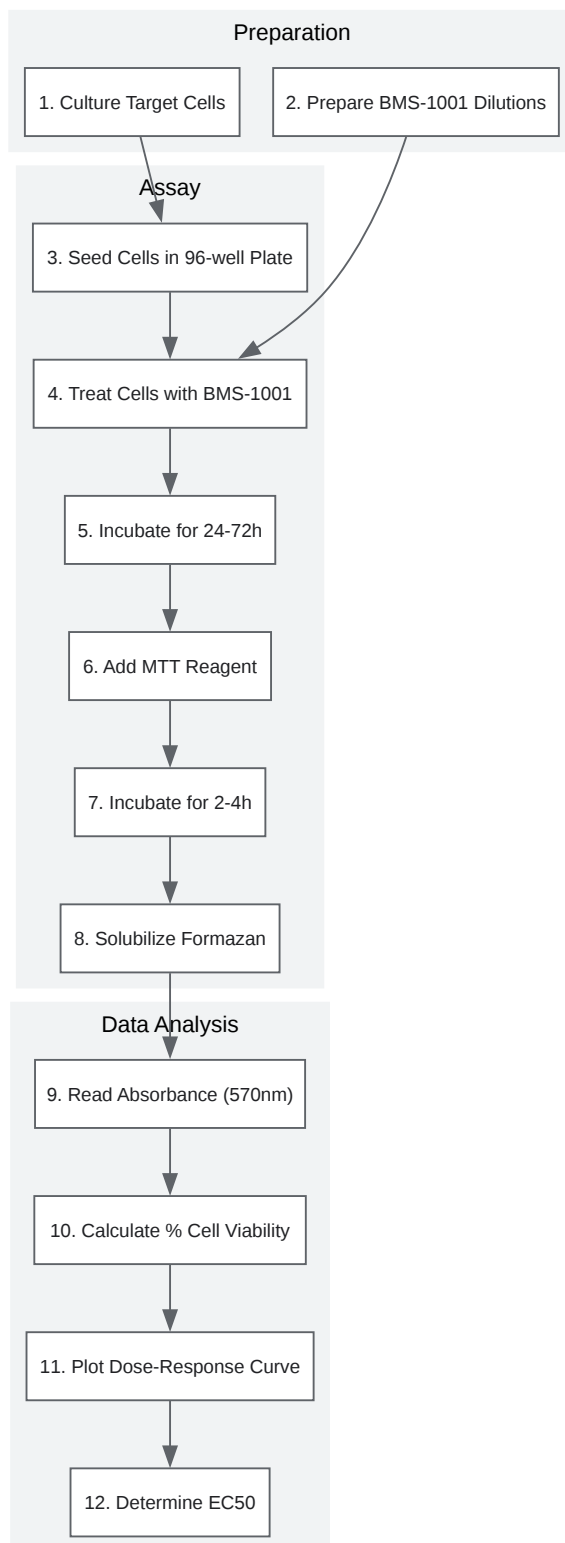 Preparation
1. Culture Target Cells
2. Prepare BMS-1001 Dilutions
Assay
3. Seed Cells in 96-well Plate
4. Treat Cells with BMS-1001
5. Incubate for 24-72h
6. Add MTT Reagent
7. Incubate for 2-4h
8. Solubilize Formazan
Data Analysis
9. Read Absorbance (570nm)
10. Calculate % Cell Viability
11. Plot Dose-Response Curve
12. Determine EC50